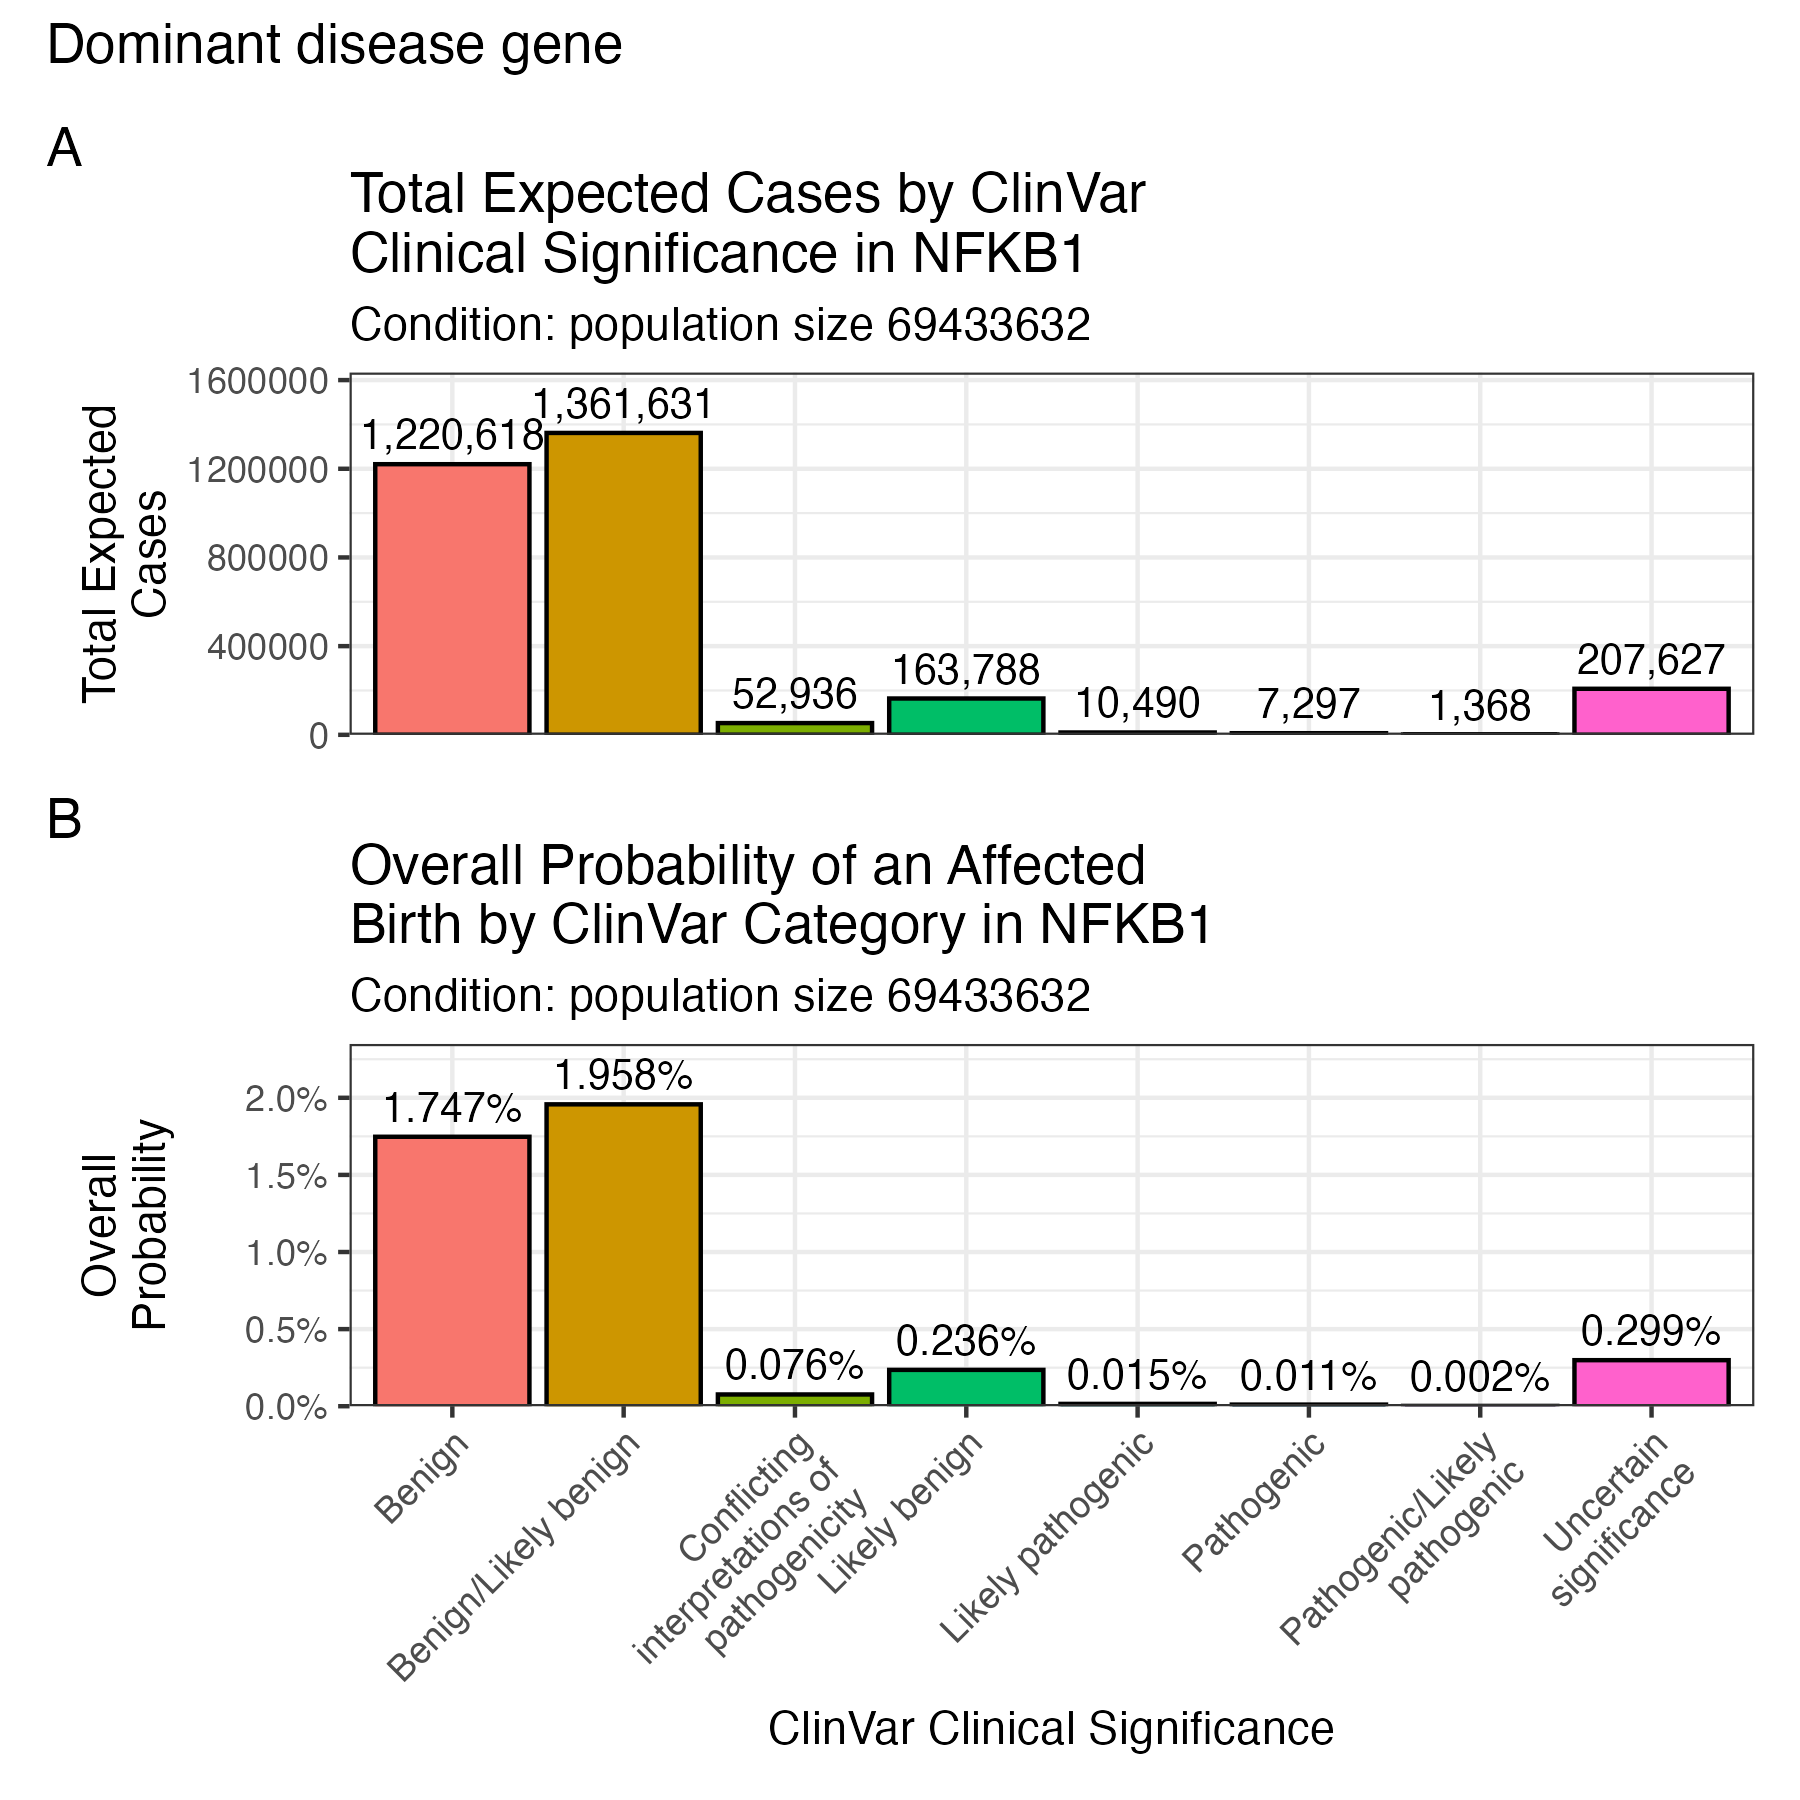 Dominant disease gene
A
Total Expected Cases by ClinVar
Clinical Significance in NFKB1
Condition: population size 69433632
Total Expected
Cases
1600000
1200000
800000
400000
0
1,220,618
1,361,631
52,936
163,788
10,490
7,297
1,368
207,627
B
Overall Probability of an Affected
Birth by ClinVar Category in NFKB1
Condition: population size 69433632
Overall
Probability
2.0%
1.5%
1.0%
0.5%
0.0%
1.747%
1.958%
0.076%
0.236%
0.015%
0.011%
0.002%
0.299%
Benign
Benign/Likely benign
Conflicting
interpretations of
pathogenicity
Likely benign
Likely pathogenic
Pathogenic
Pathogenic/Likely
pathogenic
Uncertain
significance
ClinVar Clinical Significance